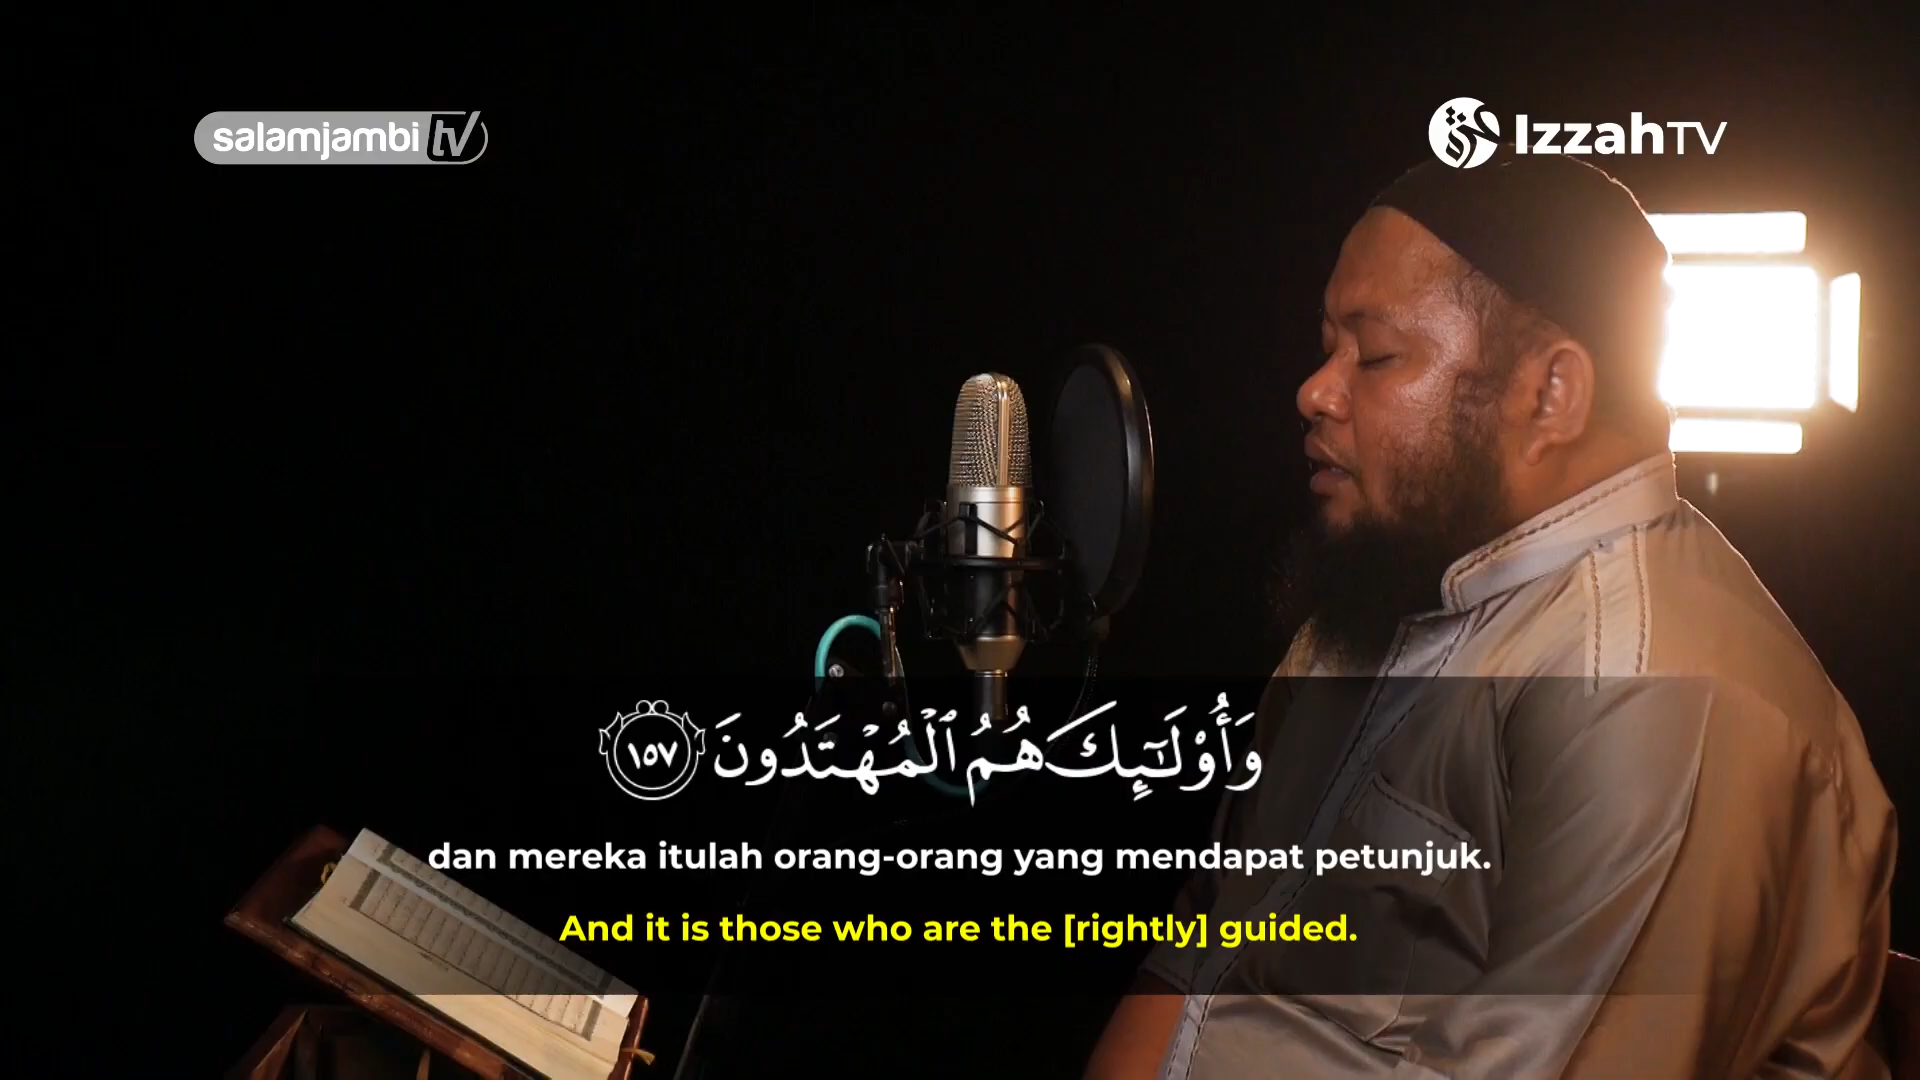 salamjambi tv
IzzahTV
وَأُوْلَـٰٓئِكَ هُمُ ٱلْمُهْتَدُونَ ١٥٧
dan mereka itulah orang-orang yang mendapat petunjuk.
And it is those who are the [rightly] guided.